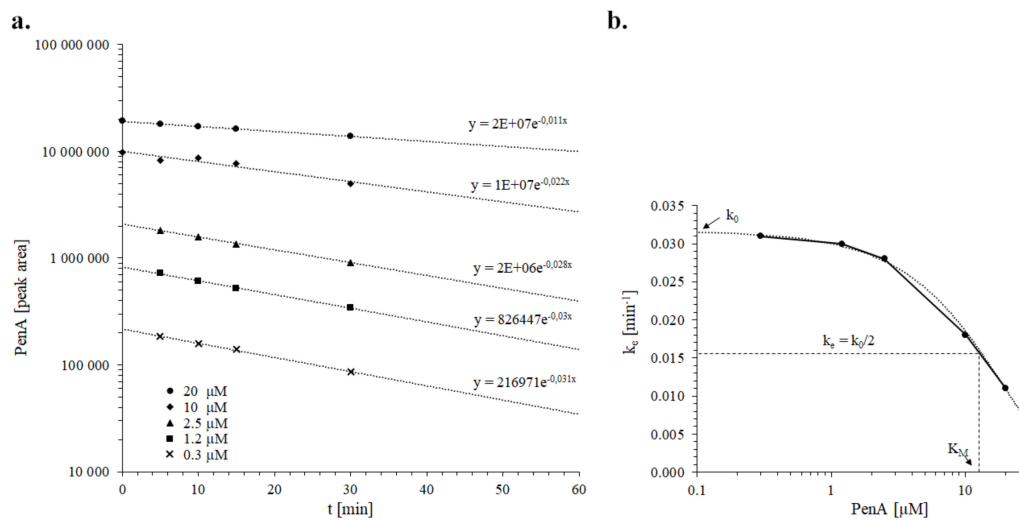 a.
PenA [peak area]
100 000 000
10 000 000
1 000 000
100 000
10 000
y = 2E+07e-0,011x
y = 1E+07e-0,022x
y = 2E+06e-0,028x
y = 826447e-0,03x
y = 216971e-0,031x
20 µM
10 µM
2.5 µM
1.2 µM
0.3 µM
0 10 20 30 40 50 60
t [min]
b.
ke [min-1]
0.035
0.030
0.025
0.020
0.015
0.010
0.005
0.000
k0
ke = k0/2
KM
0.1 1 10
PenA [µM]